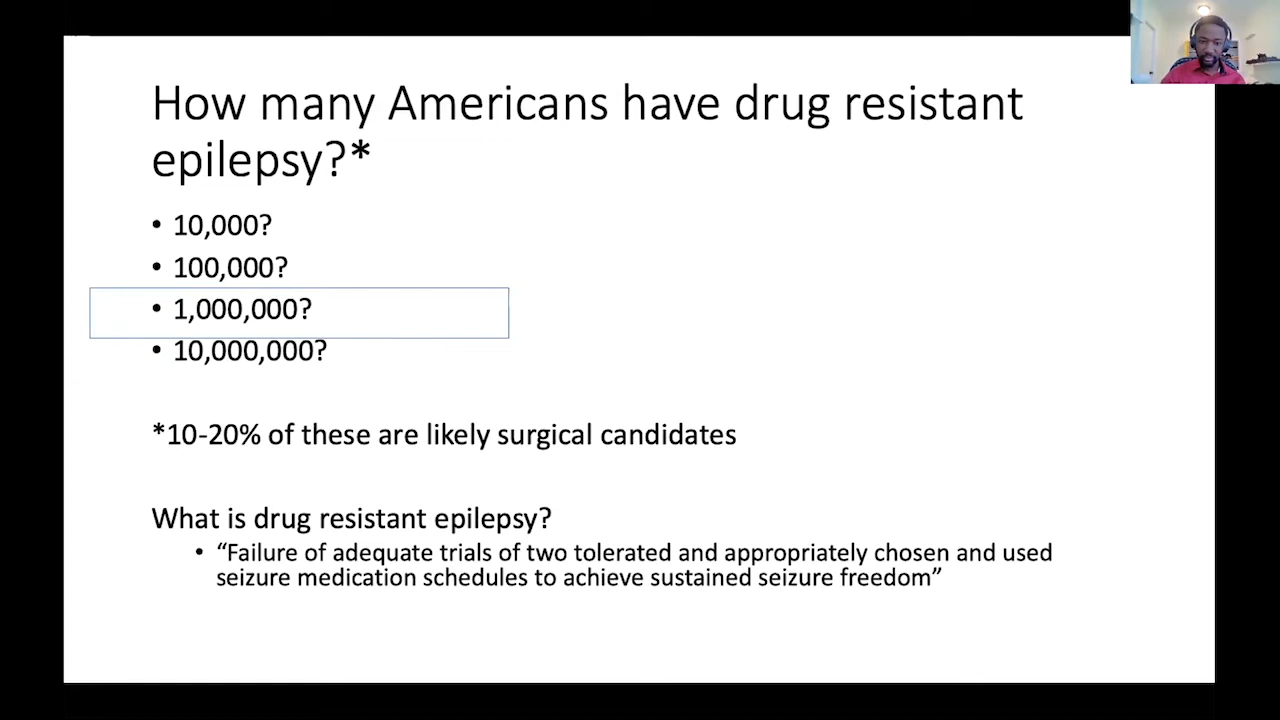 How many Americans have drug resistant
epilepsy?*
• 10,000?
• 100,000?
• 1,000,000?
• 10,000,000?
*10-20% of these are likely surgical candidates
What is drug resistant epilepsy?
• “Failure of adequate trials of two tolerated and appropriately chosen and used
seizure medication schedules to achieve sustained seizure freedom”